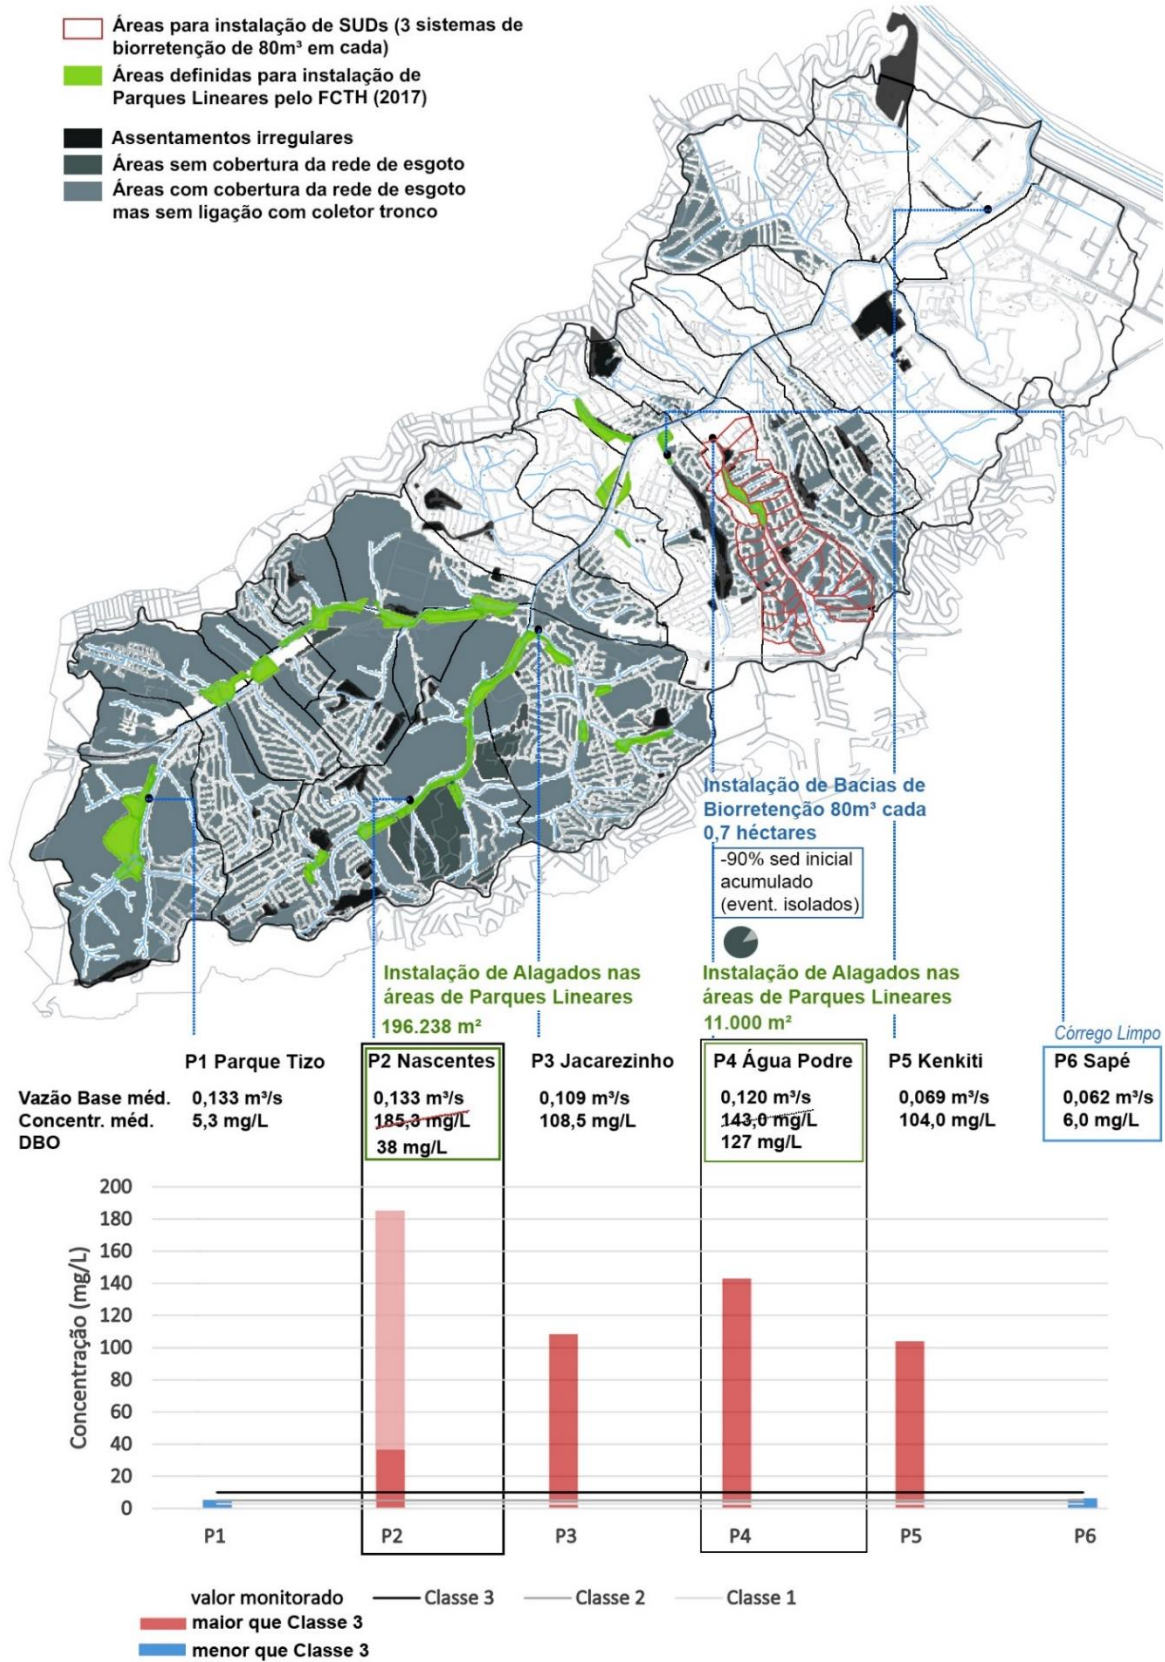 Áreas para instalação de SUDs (3 sistemas de
biorretenção de 80m³ em cada)
Áreas definidas para instalação de
Parques Lineares pelo FCTH (2017)
Assentamentos irregulares
Áreas sem cobertura da rede de esgoto
Áreas com cobertura da rede de esgoto
mas sem ligação com coletor tronco
Instalação de Bacias de
Biorretenção 80m³ cada
0,7 héctares
-90% sed inicial
acumulado
(event. isolados)
Instalação de Alagados nas
áreas de Parques Lineares
196.238 m²
Instalação de Alagados nas
áreas de Parques Lineares
11.000 m²
Córrego Limpo
P1 Parque Tizo P2 Nascentes P3 Jacarezinho P4 Água Podre P5 Kenkiti P6 Sapé
Vazão Base méd. 0,133 m³/s 0,133 m³/s 0,109 m³/s 0,120 m³/s 0,069 m³/s 0,062 m³/s
Concentr. méd. 5,3 mg/L 185,3 mg/L 108,5 mg/L 143,0 mg/L 104,0 mg/L 6,0 mg/L
DBO 38 mg/L 127 mg/L
Concentração (mg/L)
200
180
160
140
120
100
80
60
40
20
0
P1 P2 P3 P4 P5 P6
valor monitorado Classe 3 Classe 2 Classe 1
maior que Classe 3
menor que Classe 3